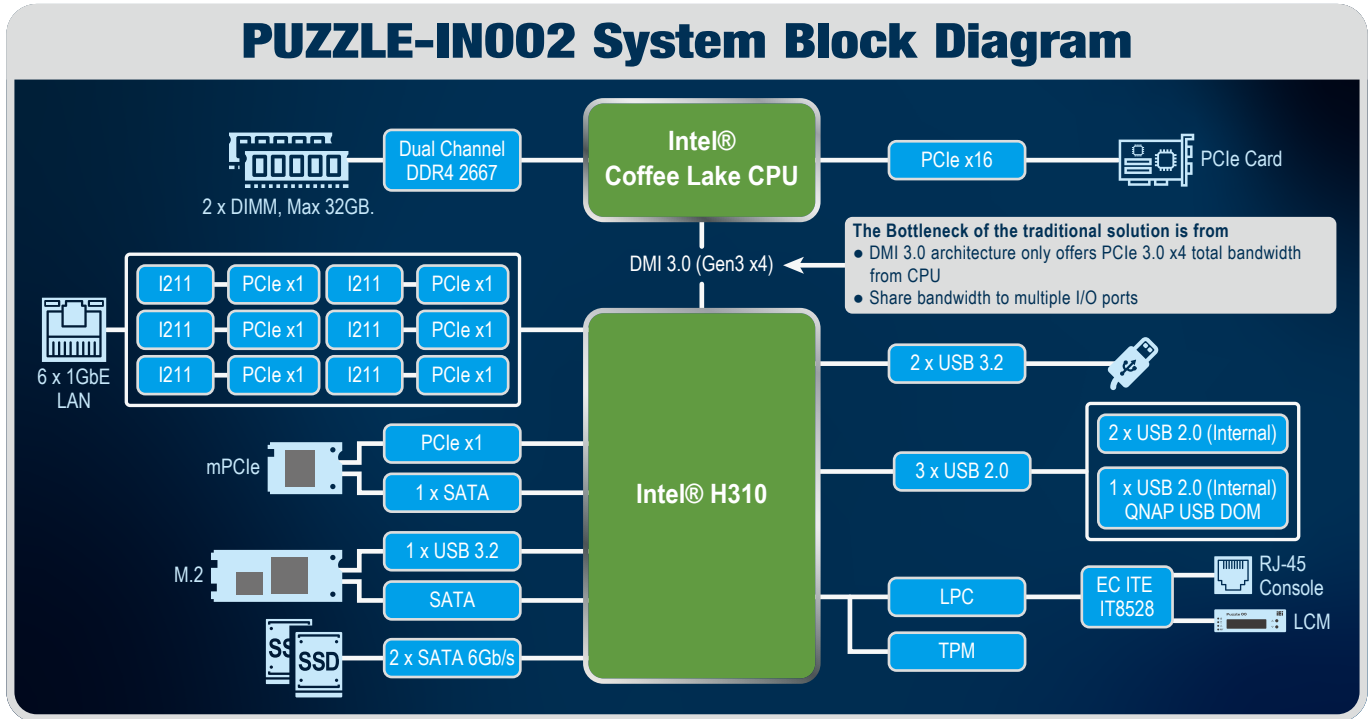 PUZZLE-IN002 System Block Diagram
Dual Channel
DDR4 2667
2 x DIMM, Max 32GB.
Intel®
Coffee Lake CPU
PCIe x16
PCIe Card
DMI 3.0 (Gen3 x4)
The Bottleneck of the traditional solution is from
● DMI 3.0 architecture only offers PCIe 3.0 x4 total bandwidth
from CPU
● Share bandwidth to multiple I/O ports
I211
PCIe x1
I211
PCIe x1
I211
PCIe x1
I211
PCIe x1
I211
PCIe x1
I211
PCIe x1
6 x 1GbE
LAN
mPCIe
PCIe x1
1 x SATA
M.2
1 x USB 3.2
SATA
SS
SSD
2 x SATA 6Gb/s
Intel® H310
2 x USB 3.2
3 x USB 2.0
2 x USB 2.0 (Internal)
1 x USB 2.0 (Internal)
QNAP USB DOM
LPC
TPM
EC ITE
IT8528
RJ-45
Console
LCM